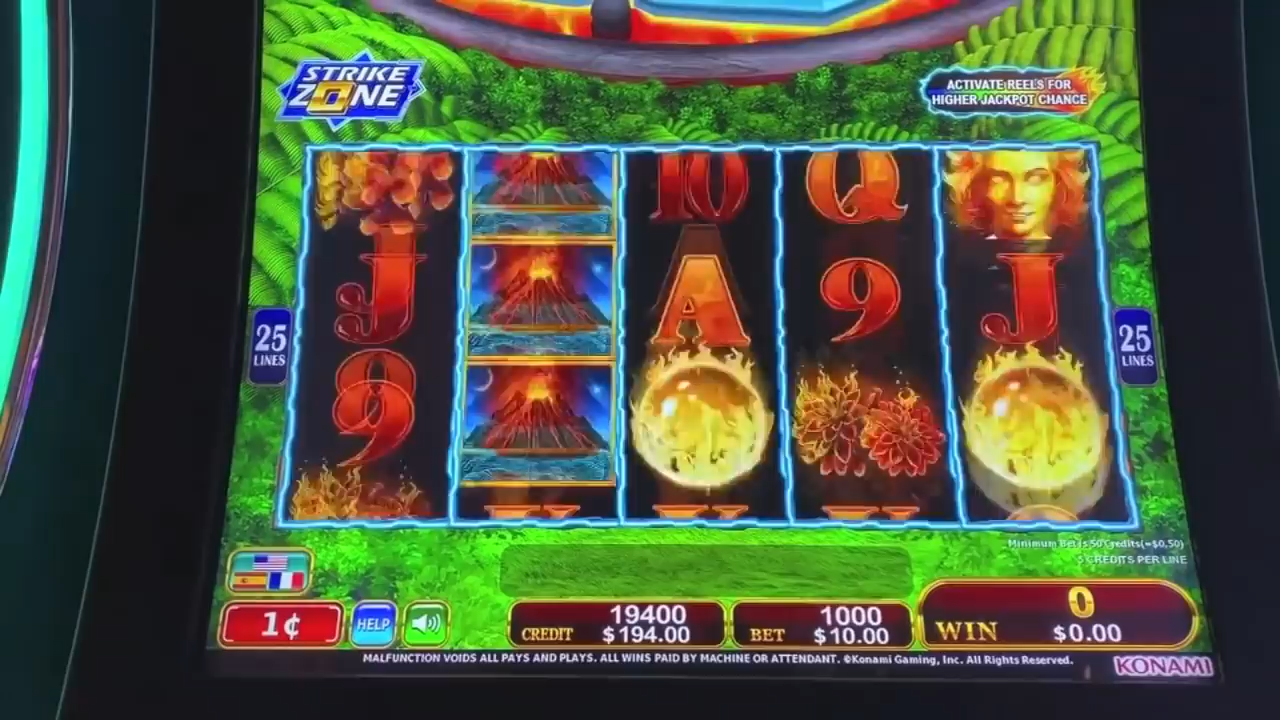 STRIKE
ZONE
ACTIVATE REELS FOR
HIGHER JACKPOT CHANCE
10
Q
J
A
9
J
9
25
LINES
25
LINES
Minimum Bet is 50 Credits(=$0.50)
5 CREDITS PER LINE
1¢
HELP
CREDIT
19400
$194.00
BET
1000
$10.00
WIN
0
$0.00
MALFUNCTION VOIDS ALL PAYS AND PLAYS. ALL WINS PAID BY MACHINE OR ATTENDANT. ©Konami Gaming, Inc. All Rights Reserved.
KONAMI